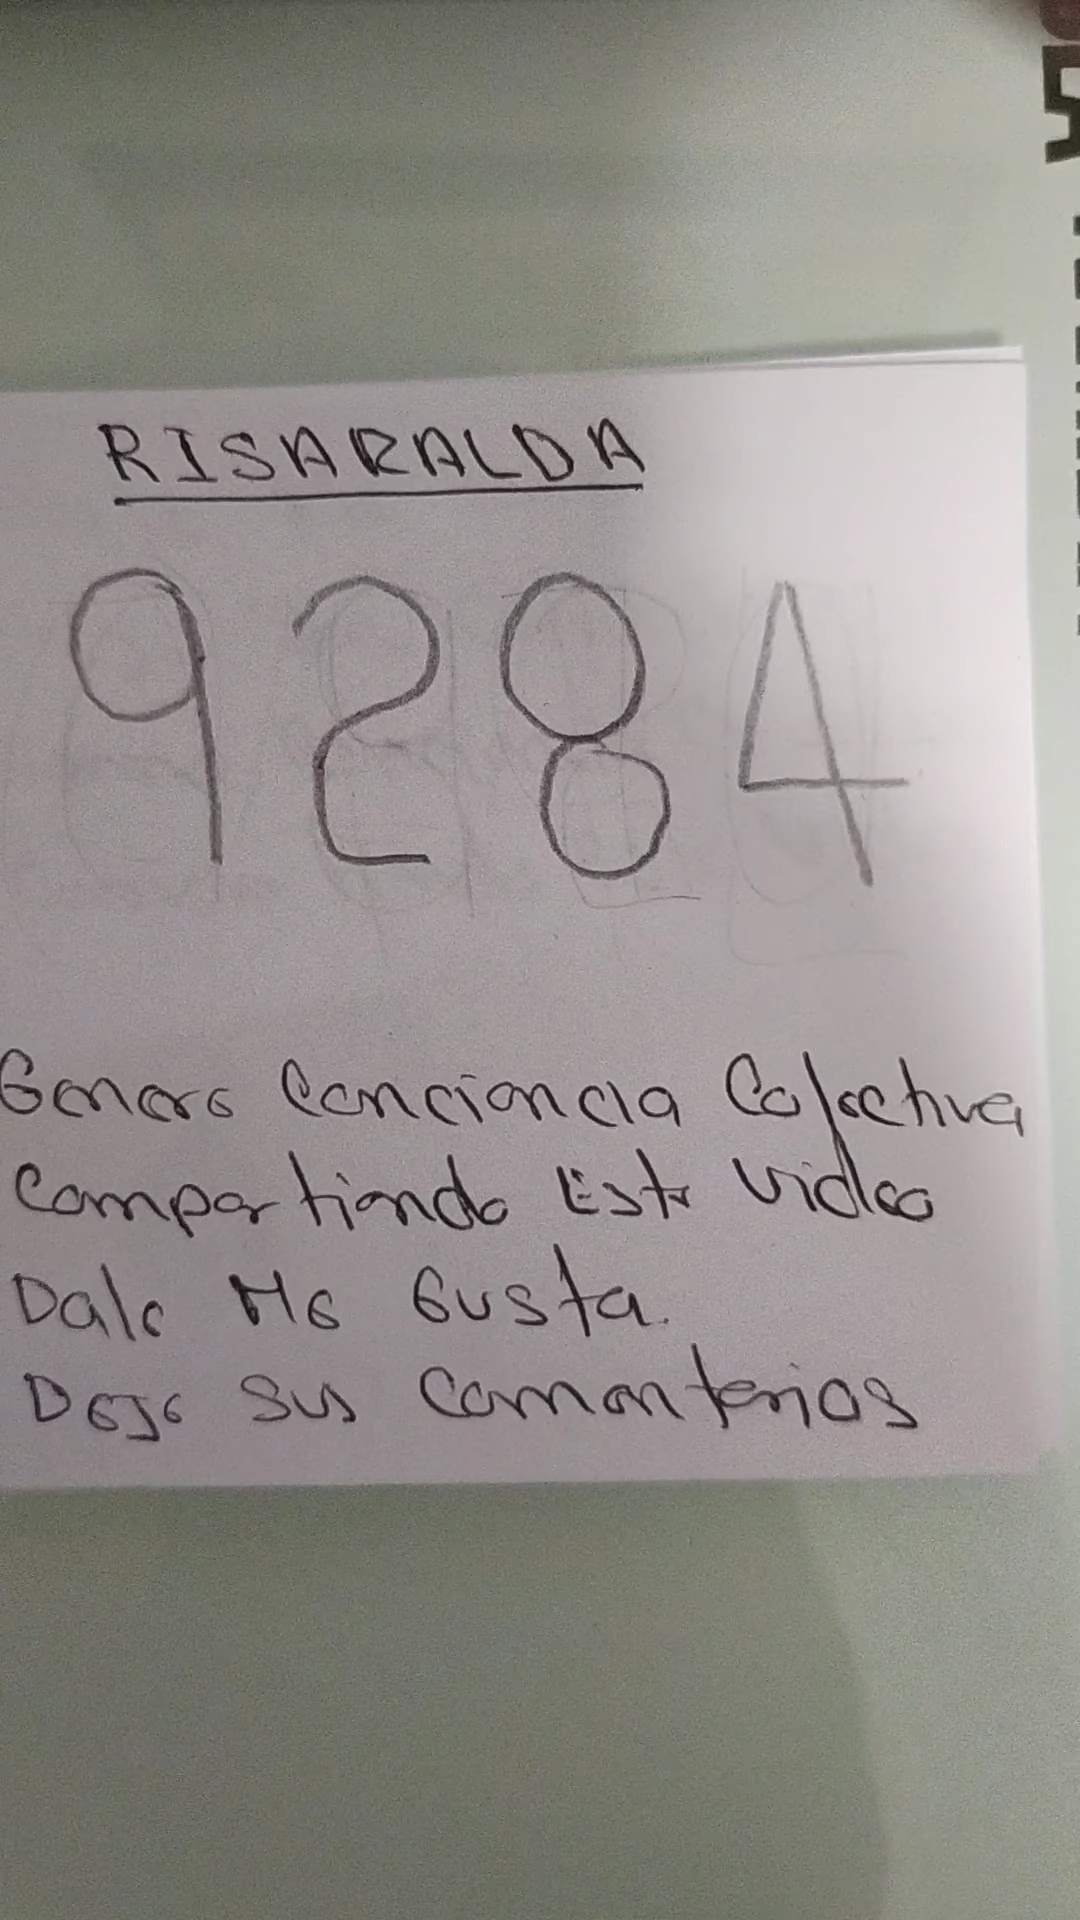 RISARALDA
9284
Genere Conciencia Colectiva
Compartiendo Este video
Dale Me Gusta.
Deje sus comentarios